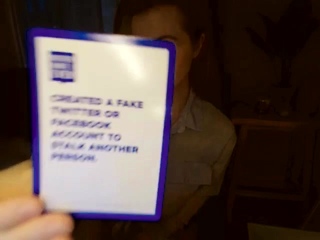 CREATED A FAKE
TWITTER OR
FACEBOOK
ACCOUNT TO
STALK ANOTHER
PERSON.